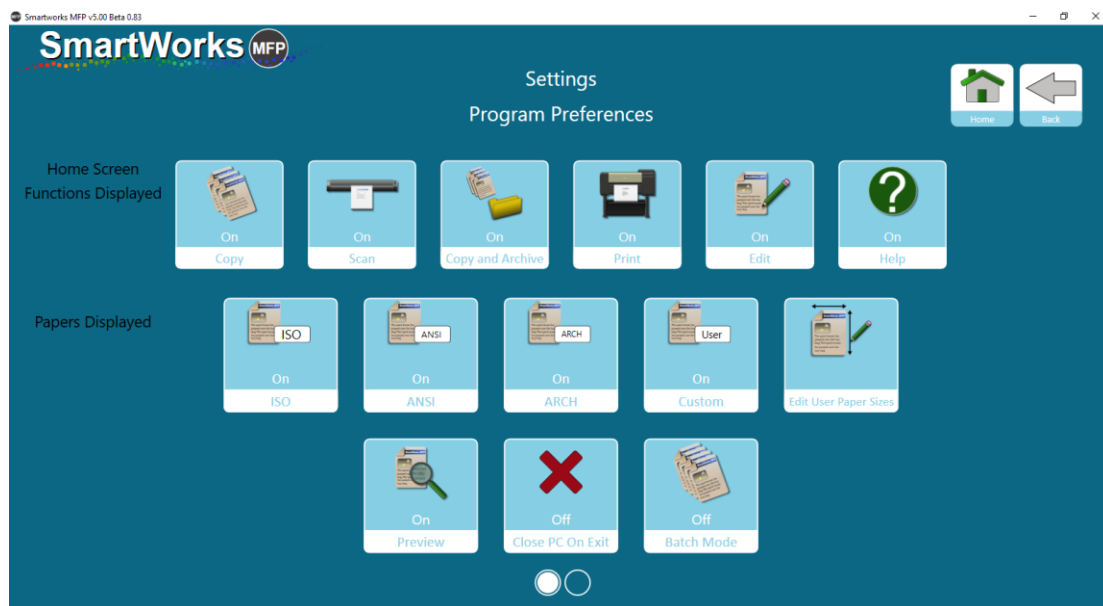 Smartworks MFP v5.00 Beta 0.83
SmartWorks MFP
Settings
Program Preferences
Home
Back
Home Screen
Functions Displayed
On
Copy
On
Scan
On
Copy and Archive
On
Print
On
Edit
On
Help
Papers Displayed
ISO
On
ISO
ANSI
On
ANSI
ARCH
On
ARCH
User
On
Custom
Edit User Paper Sizes
On
Preview
Off
Close PC On Exit
Off
Batch Mode